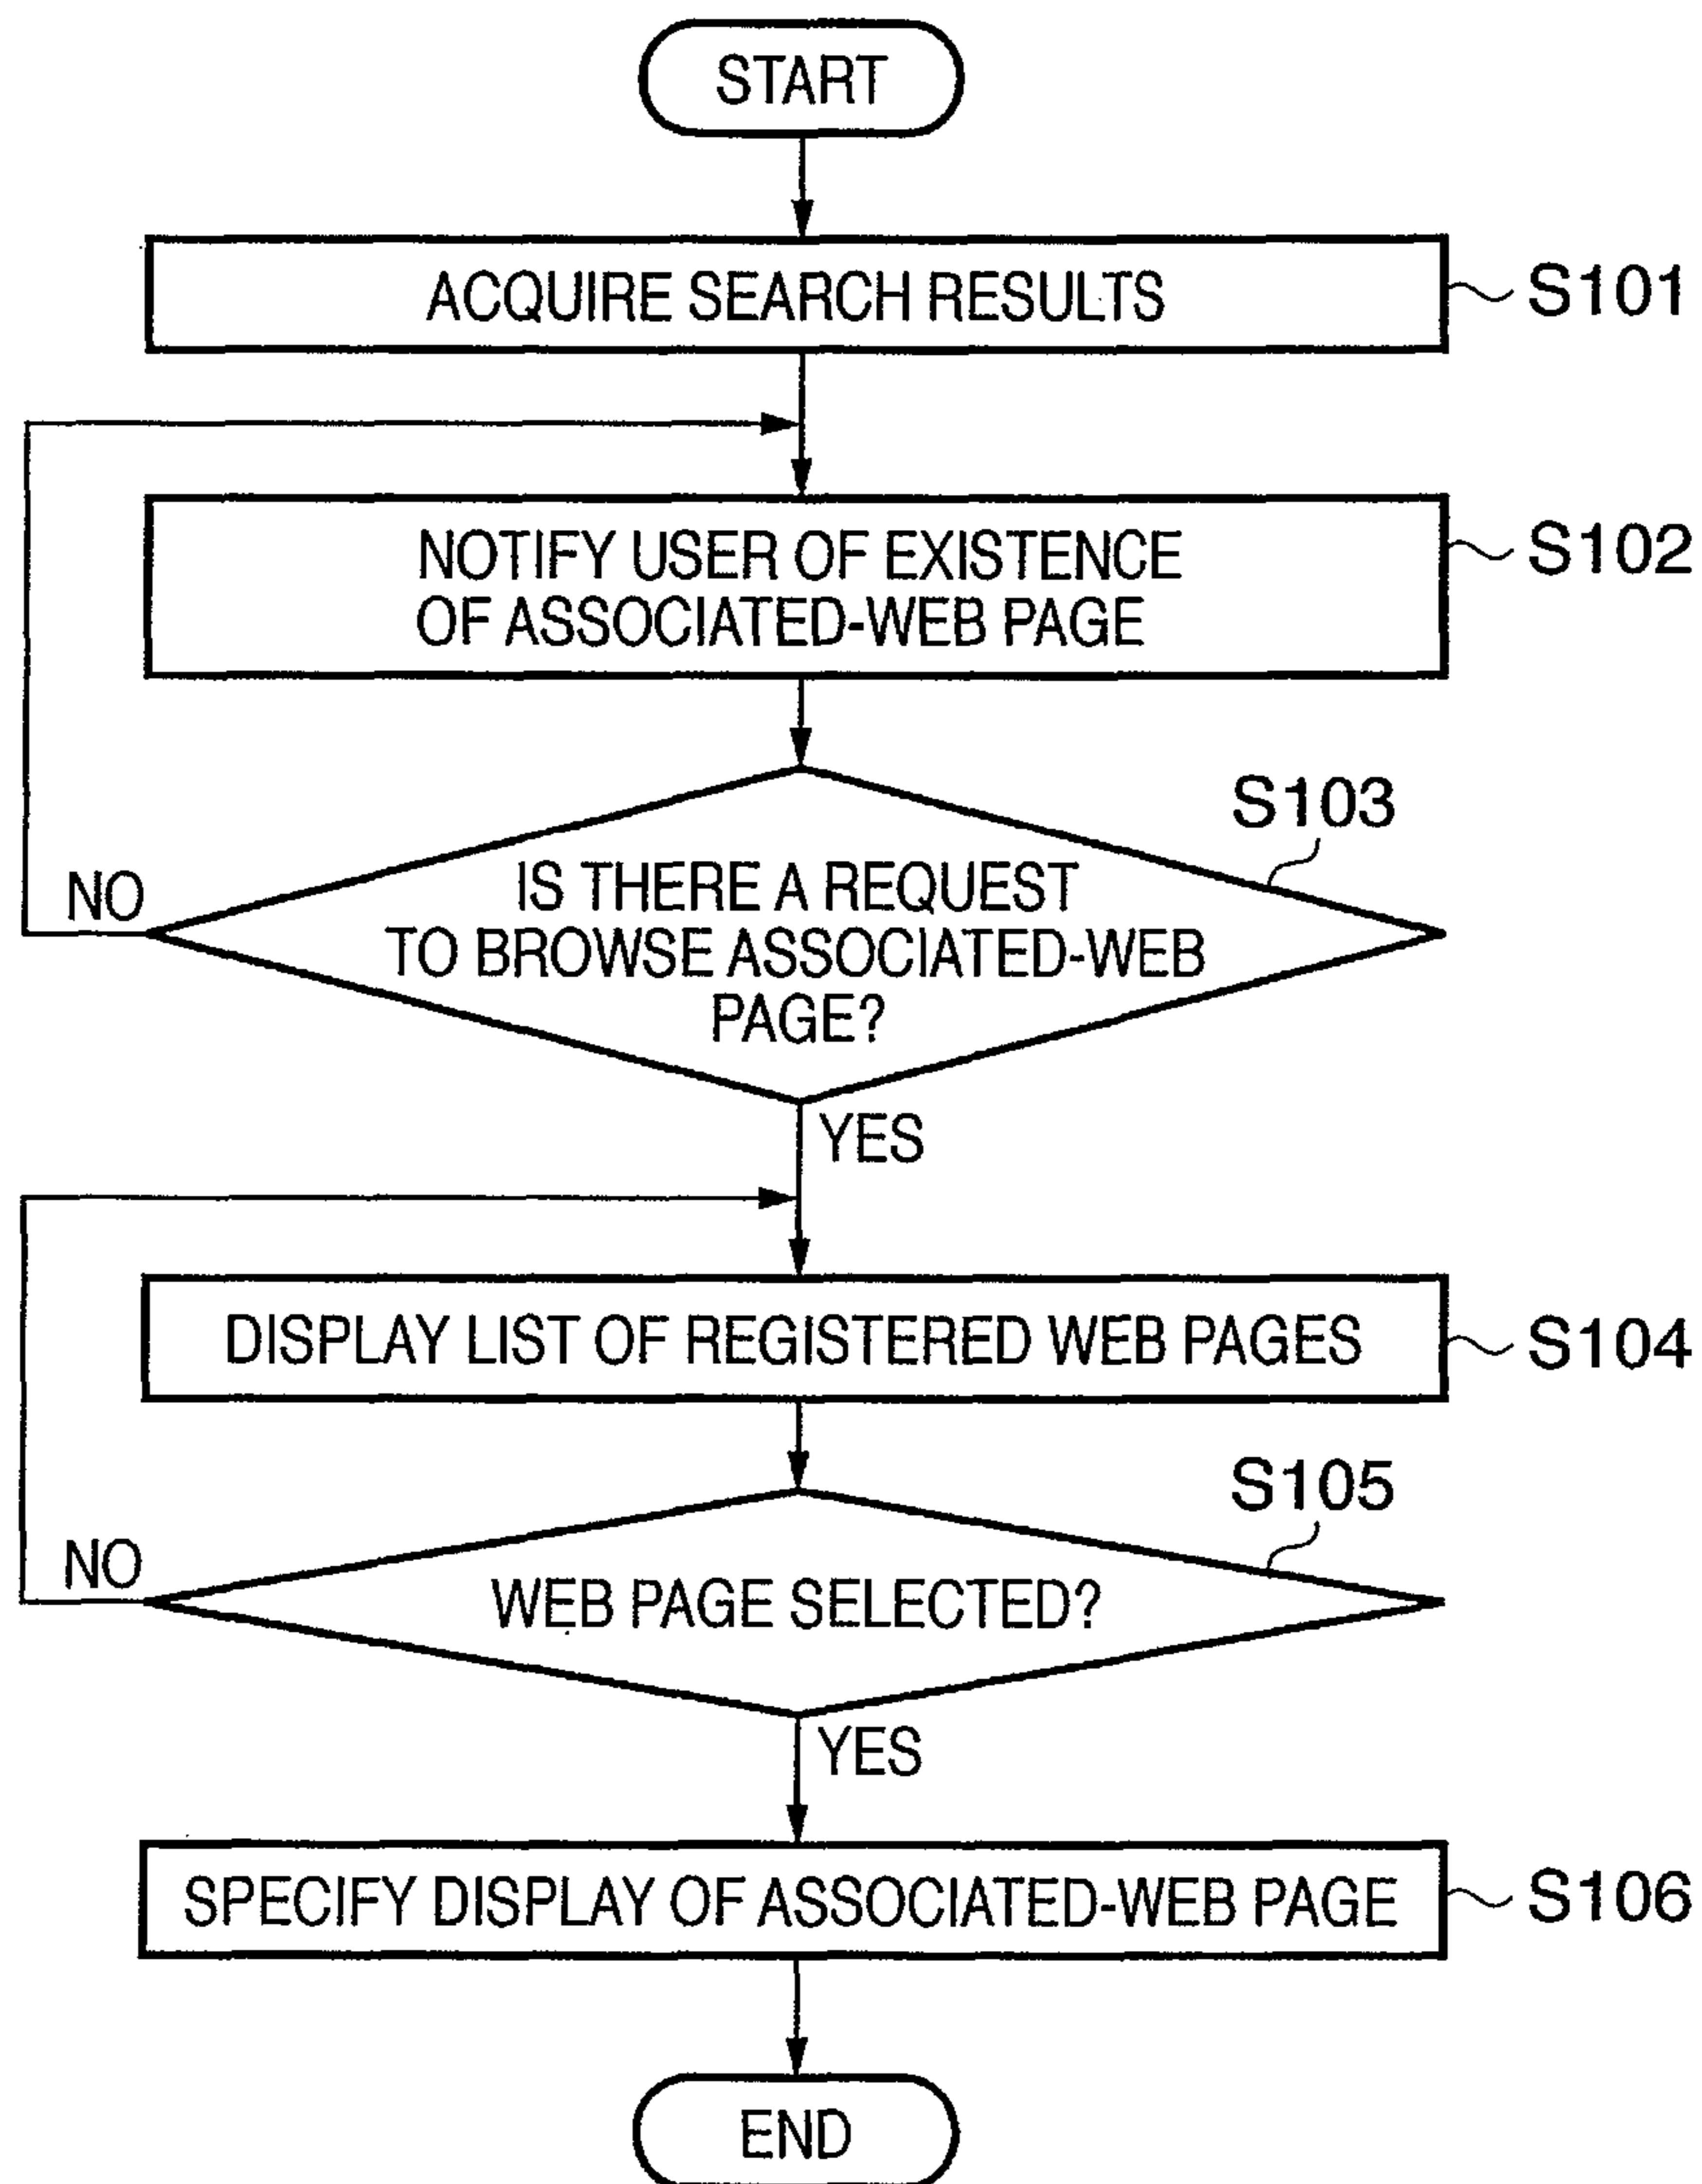 START
ACQUIRE SEARCH RESULTS
S101
NOTIFY USER OF EXISTENCE
OF ASSOCIATED-WEB PAGE
S102
S103
IS THERE A REQUEST
TO BROWSE ASSOCIATED-WEB
PAGE?
NO
YES
DISPLAY LIST OF REGISTERED WEB PAGES
S104
S105
WEB PAGE SELECTED?
NO
YES
SPECIFY DISPLAY OF ASSOCIATED-WEB PAGE
S106
END